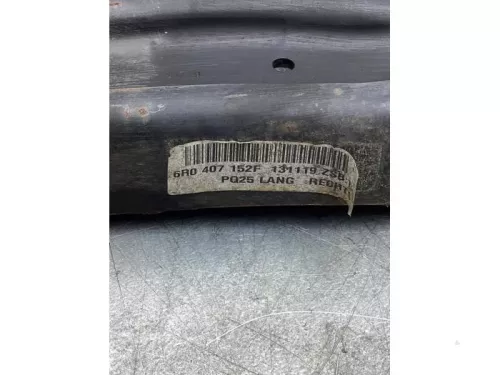 6R0 407 152F 131119 ZSB
PQ25 LANG RECHT